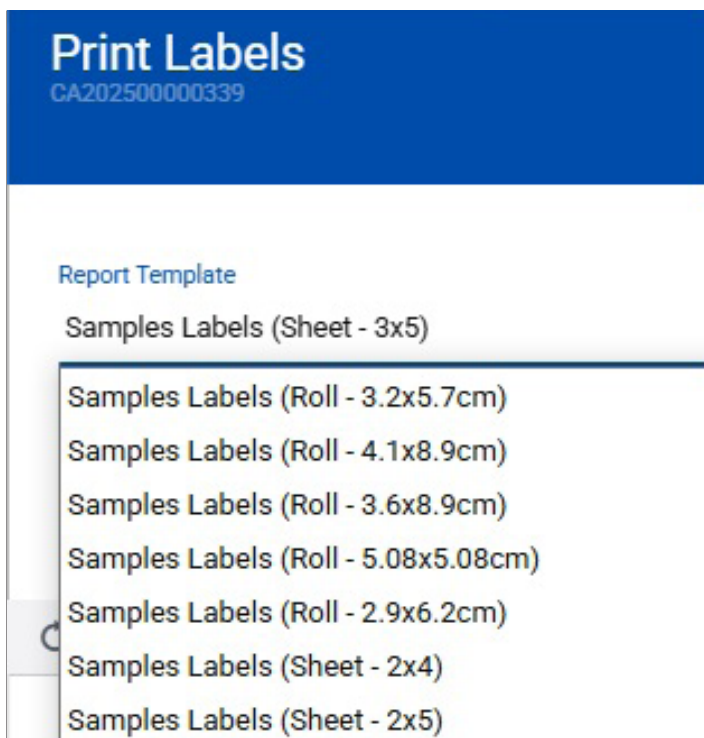 Print Labels
CA202500000339
Report Template
Samples Labels (Sheet - 3x5)
Samples Labels (Roll - 3.2x5.7cm)
Samples Labels (Roll - 4.1x8.9cm)
Samples Labels (Roll - 3.6x8.9cm)
Samples Labels (Roll - 5.08x5.08cm)
Samples Labels (Roll - 2.9x6.2cm)
Samples Labels (Sheet - 2x4)
Samples Labels (Sheet - 2x5)